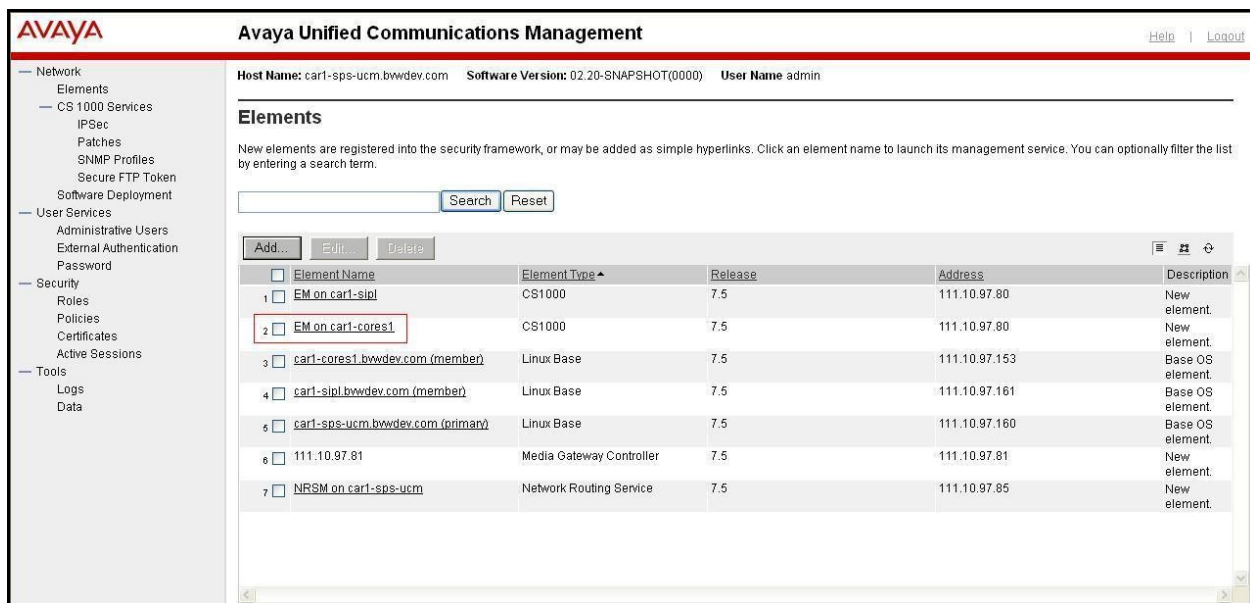 AVAYA
Avaya Unified Communications Management
Help | Logout
Network
Elements
CS 1000 Services
IPSec
Patches
SNMP Profiles
Secure FTP Token
Software Deployment
User Services
Administrative Users
External Authentication
Password
Security
Roles
Policies
Certificates
Active Sessions
Tools
Logs
Data
Host Name: car1-sps-ucm.bvwdev.com Software Version: 02.20-SNAPSHOT(0000) User Name admin
Elements
New elements are registered into the security framework, or may be added as simple hyperlinks. Click an element name to launch its management service. You can optionally filter the list
by entering a search term.
Search Reset
Add... Edit... Delete
Element Name Element Type Release Address Description
1 EM on car1-sipl CS1000 7.5 111.10.97.80 New
element.
2 EM on car1-cores1 CS1000 7.5 111.10.97.80 New
element.
3 car1-cores1.bvwdev.com (member) Linux Base 7.5 111.10.97.153 Base OS
element.
4 car1-sipl.bvwdev.com (member) Linux Base 7.5 111.10.97.161 Base OS
element.
5 car1-sps-ucm.bvwdev.com (primary) Linux Base 7.5 111.10.97.160 Base OS
element.
6 111.10.97.81 Media Gateway Controller 7.5 111.10.97.81 New
element.
7 NRSM on car1-sps-ucm Network Routing Service 7.5 111.10.97.85 New
element.